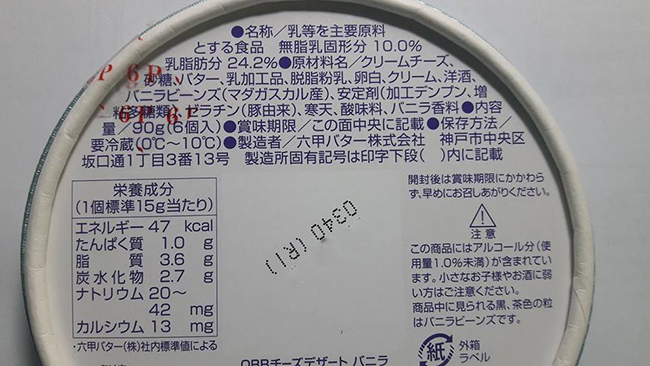 ●名称/乳等を主要原料
とする食品 無脂乳固形分 10.0%
乳脂肪分 24.2%●原材料名/クリームチーズ、
砂糖、バター、乳加工品、脱脂粉乳、卵白、クリーム、洋酒、
バニラビーンズ(マダガスカル産)、安定剤(加工デンプン、増
粘多糖類)、ゼラチン(豚由来)、寒天、酸味料、バニラ香料●内容
量/90g(6個入)●賞味期限/この面中央に記載●保存方法/
要冷蔵(0℃~10℃)●製造者/六甲バター株式会社 神戸市中央区
坂口通1丁目3番13号 製造所固有記号は印字下段( )内に記載
栄養成分
(1個標準15g当たり)
エネルギー 47 kcal
たんぱく質 1.0 g
脂質 3.6 g
炭水化物 2.7 g
ナトリウム 20~
42 mg
カルシウム 13 mg
・六甲バター(株)社内標準値による
0340(R1)
開封後は賞味期限にかかわら
ず、早めにお召しあがりください。
注意
この商品にはアルコール分(使
用量1.0%未満)が含まれていま
す。小さなお子様やお酒に弱
い方はご注意ください。
商品中に見られる黒、茶色の粒
はバニラビーンズです。
紙
外箱
ラベル
QBBチーズデザート バニラ